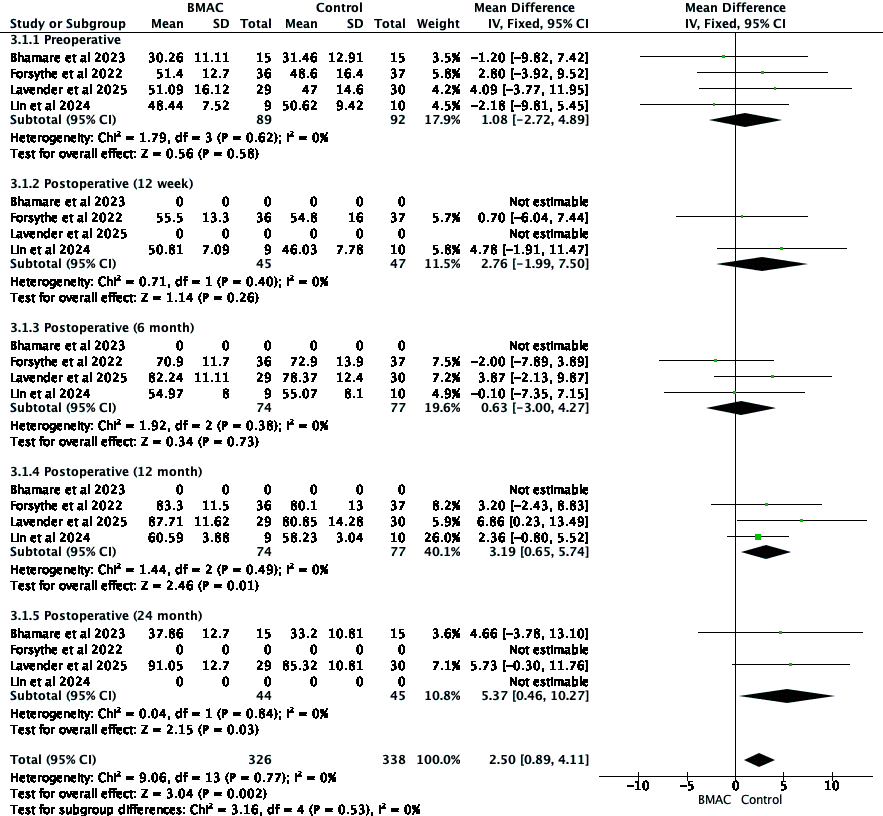 BMAC Control Mean Difference Mean Difference
Study or Subgroup Mean SD Total Mean SD Total Weight IV, Fixed, 95% CI IV, Fixed, 95% CI
3.1.1 Preoperative
Bhamare et al 2023 30.26 11.11 15 31.46 12.91 15 3.5% −1.20 [−9.82, 7.42]
Forsythe et al 2022 51.4 12.7 36 48.6 16.4 37 5.7% 2.80 [−3.92, 9.52]
Lavender et al 2025 51.09 16.12 29 47 14.6 30 4.2% 4.09 [−3.77, 11.95]
Lin et al 2024 48.44 7.52 9 50.62 9.42 10 4.5% −2.18 [−9.81, 5.45]
Subtotal (95% CI) 89 92 17.9% 1.08 [−2.72, 4.89]
Heterogeneity: Chi² = 1.79, df = 3 (P = 0.62); I² = 0%
Test for overall effect: Z = 0.56 (P = 0.58)
3.1.2 Postoperative (12 week)
Bhamare et al 2023 0 0 0 0 0 0 Not estimable
Forsythe et al 2022 55.5 13.3 36 54.8 16 37 5.7% 0.70 [−6.04, 7.44]
Lavender et al 2025 0 0 0 0 0 0 Not estimable
Lin et al 2024 50.81 7.09 9 46.03 7.78 10 5.8% 4.78 [−1.91, 11.47]
Subtotal (95% CI) 45 47 11.5% 2.76 [−1.99, 7.50]
Heterogeneity: Chi² = 0.71, df = 1 (P = 0.40); I² = 0%
Test for overall effect: Z = 1.14 (P = 0.26)
3.1.3 Postoperative (6 month)
Bhamare et al 2023 0 0 0 0 0 0 Not estimable
Forsythe et al 2022 70.9 11.7 36 72.9 13.9 37 7.5% −2.00 [−7.89, 3.89]
Lavender et al 2025 82.24 11.11 29 78.37 12.4 30 7.2% 3.87 [−2.13, 9.87]
Lin et al 2024 54.97 8 9 55.07 8.1 10 4.9% −0.10 [−7.35, 7.15]
Subtotal (95% CI) 74 77 19.6% 0.63 [−3.00, 4.27]
Heterogeneity: Chi² = 1.92, df = 2 (P = 0.38); I² = 0%
Test for overall effect: Z = 0.34 (P = 0.73)
3.1.4 Postoperative (12 month)
Bhamare et al 2023 0 0 0 0 0 0 Not estimable
Forsythe et al 2022 83.3 11.5 36 80.1 13 37 8.2% 3.20 [−2.43, 8.83]
Lavender et al 2025 87.71 11.62 29 80.85 14.28 30 5.9% 6.86 [0.23, 13.49]
Lin et al 2024 60.59 3.88 9 58.23 3.04 10 26.0% 2.36 [−0.80, 5.52]
Subtotal (95% CI) 74 77 40.1% 3.19 [0.65, 5.74]
Heterogeneity: Chi² = 1.44, df = 2 (P = 0.49); I² = 0%
Test for overall effect: Z = 2.46 (P = 0.01)
3.1.5 Postoperative (24 month)
Bhamare et al 2023 37.86 12.7 15 33.2 10.81 15 3.6% 4.66 [−3.78, 13.10]
Forsythe et al 2022 0 0 0 0 0 0 Not estimable
Lavender et al 2025 91.05 12.7 29 85.32 10.81 30 7.1% 5.73 [−0.30, 11.76]
Lin et al 2024 0 0 0 0 0 0 Not estimable
Subtotal (95% CI) 44 45 10.8% 5.37 [0.46, 10.27]
Heterogeneity: Chi² = 0.04, df = 1 (P = 0.84); I² = 0%
Test for overall effect: Z = 2.15 (P = 0.03)
Total (95% CI) 326 338 100.0% 2.50 [0.89, 4.11]
Heterogeneity: Chi² = 9.06, df = 13 (P = 0.77); I² = 0%
Test for overall effect: Z = 3.04 (P = 0.002)
Test for subgroup differences: Chi² = 3.16, df = 4 (P = 0.53), I² = 0%
−10 −5 0 5 10
BMAC Control